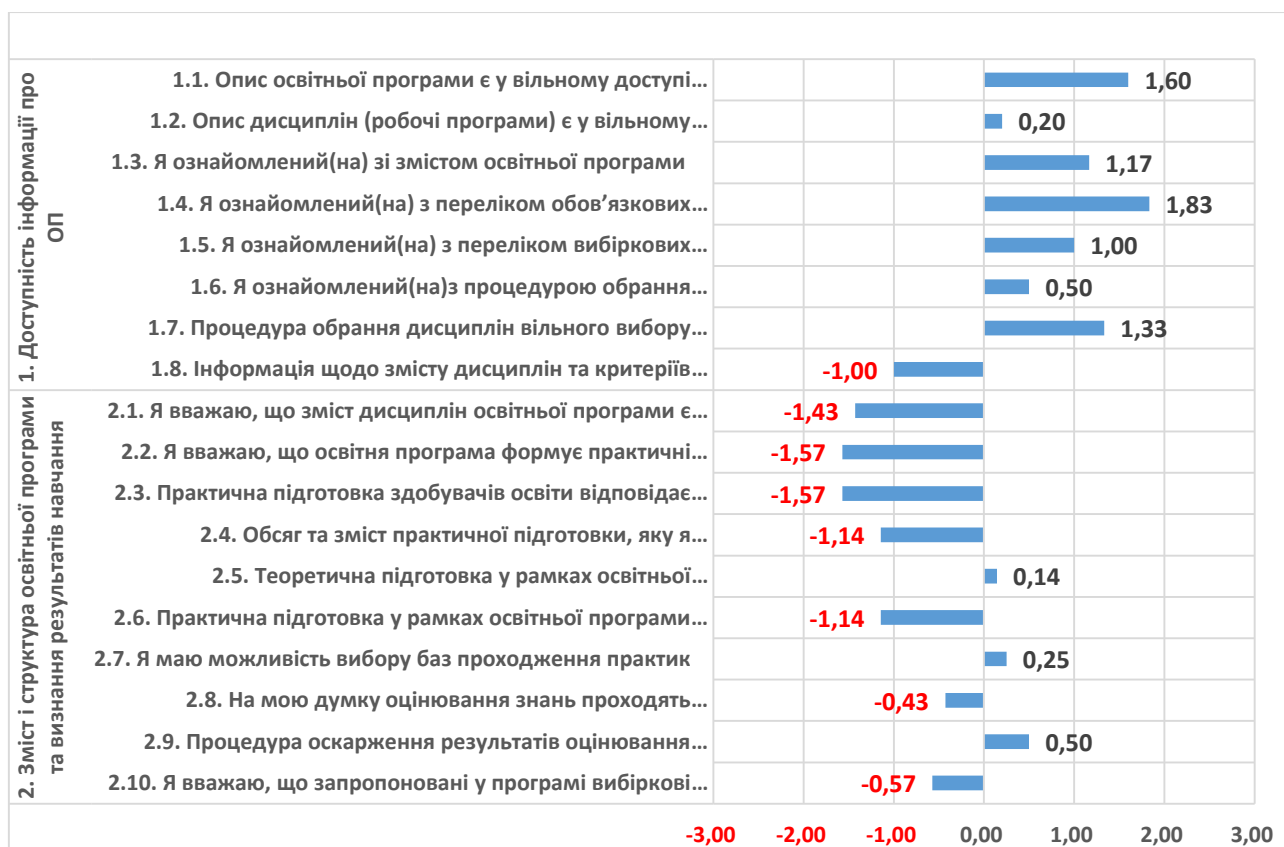 1. Доступність інформації про
ОП
1.1. Опис освітньої програми є у вільному доступі...
1,60
1.2. Опис дисциплін (робочі програми) є у вільному...
0,20
1.3. Я ознайомлений(на) зі змістом освітньої програми
1,17
1.4. Я ознайомлений(на) з переліком обов’язкових...
1,83
1.5. Я ознайомлений(на) з переліком вибіркових...
1,00
1.6. Я ознайомлений(на)з процедурою обрання...
0,50
1.7. Процедура обрання дисциплін вільного вибору...
1,33
1.8. Інформація щодо змісту дисциплін та критеріїв...
-1,00
2. Зміст і структура освітньої програми
та визнання результатів навчання
2.1. Я вважаю, що зміст дисциплін освітньої програми є...
-1,43
2.2. Я вважаю, що освітня програма формує практичні...
-1,57
2.3. Практична підготовка здобувачів освіти відповідає...
-1,57
2.4. Обсяг та зміст практичної підготовки, яку я...
-1,14
2.5. Теоретична підготовка у рамках освітньої...
0,14
2.6. Практична підготовка у рамках освітньої програми...
-1,14
2.7. Я маю можливість вибору баз проходження практик
0,25
2.8. На мою думку оцінювання знань проходять...
-0,43
2.9. Процедура оскарження результатів оцінювання...
0,50
2.10. Я вважаю, що запропоновані у програмі вибіркові...
-0,57
-3,00 -2,00 -1,00 0,00 1,00 2,00 3,00